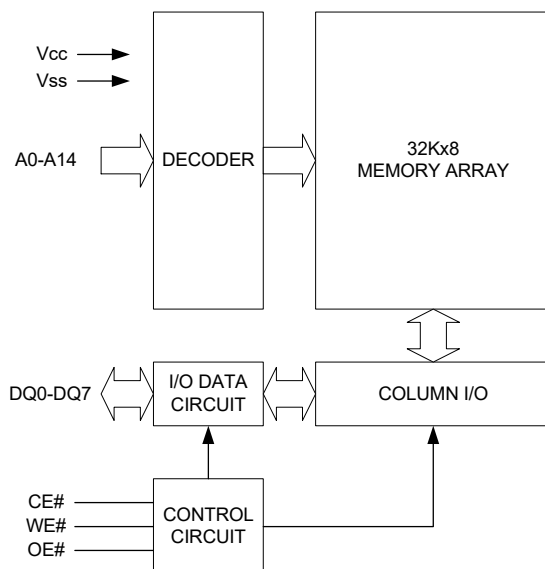 Vcc
Vss
A0-A14
DECODER
32Kx8
MEMORY ARRAY
DQ0-DQ7
I/O DATA
CIRCUIT
COLUMN I/O
CE#
WE#
OE#
CONTROL
CIRCUIT